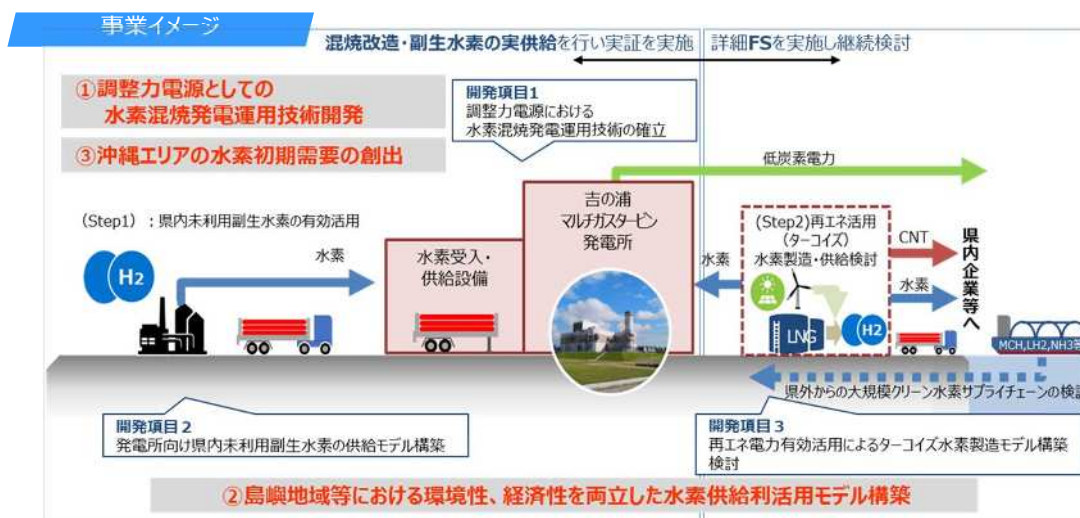 事業イメージ
混焼改造・副生水素の実供給を行い実証を実施
詳細FSを実施し継続検討
①調整力電源としての
水素混焼発電運用技術開発
③沖縄エリアの水素初期需要の創出
開発項目1
調整力電源における
水素混焼発電運用技術の確立
低炭素電力
(Step1)：県内未利用副生水素の有効活用
水素
H2
水素受入・
供給設備
吉の浦
マルチガスタービン
発電所
水素
(Step2)再エネ活用
(ターコイズ)
水素製造・供給検討
LNG
H2
CNT
水素
県内企業等へ
MCH,LH2,NH3等
県外からの大規模クリーン水素サプライチェーンの検討
開発項目2
発電所向け県内未利用副生水素の供給モデル構築
開発項目3
再エネ電力有効活用によるターコイズ水素製造モデル構築
検討
②島嶼地域等における環境性、経済性を両立した水素供給利活用モデル構築